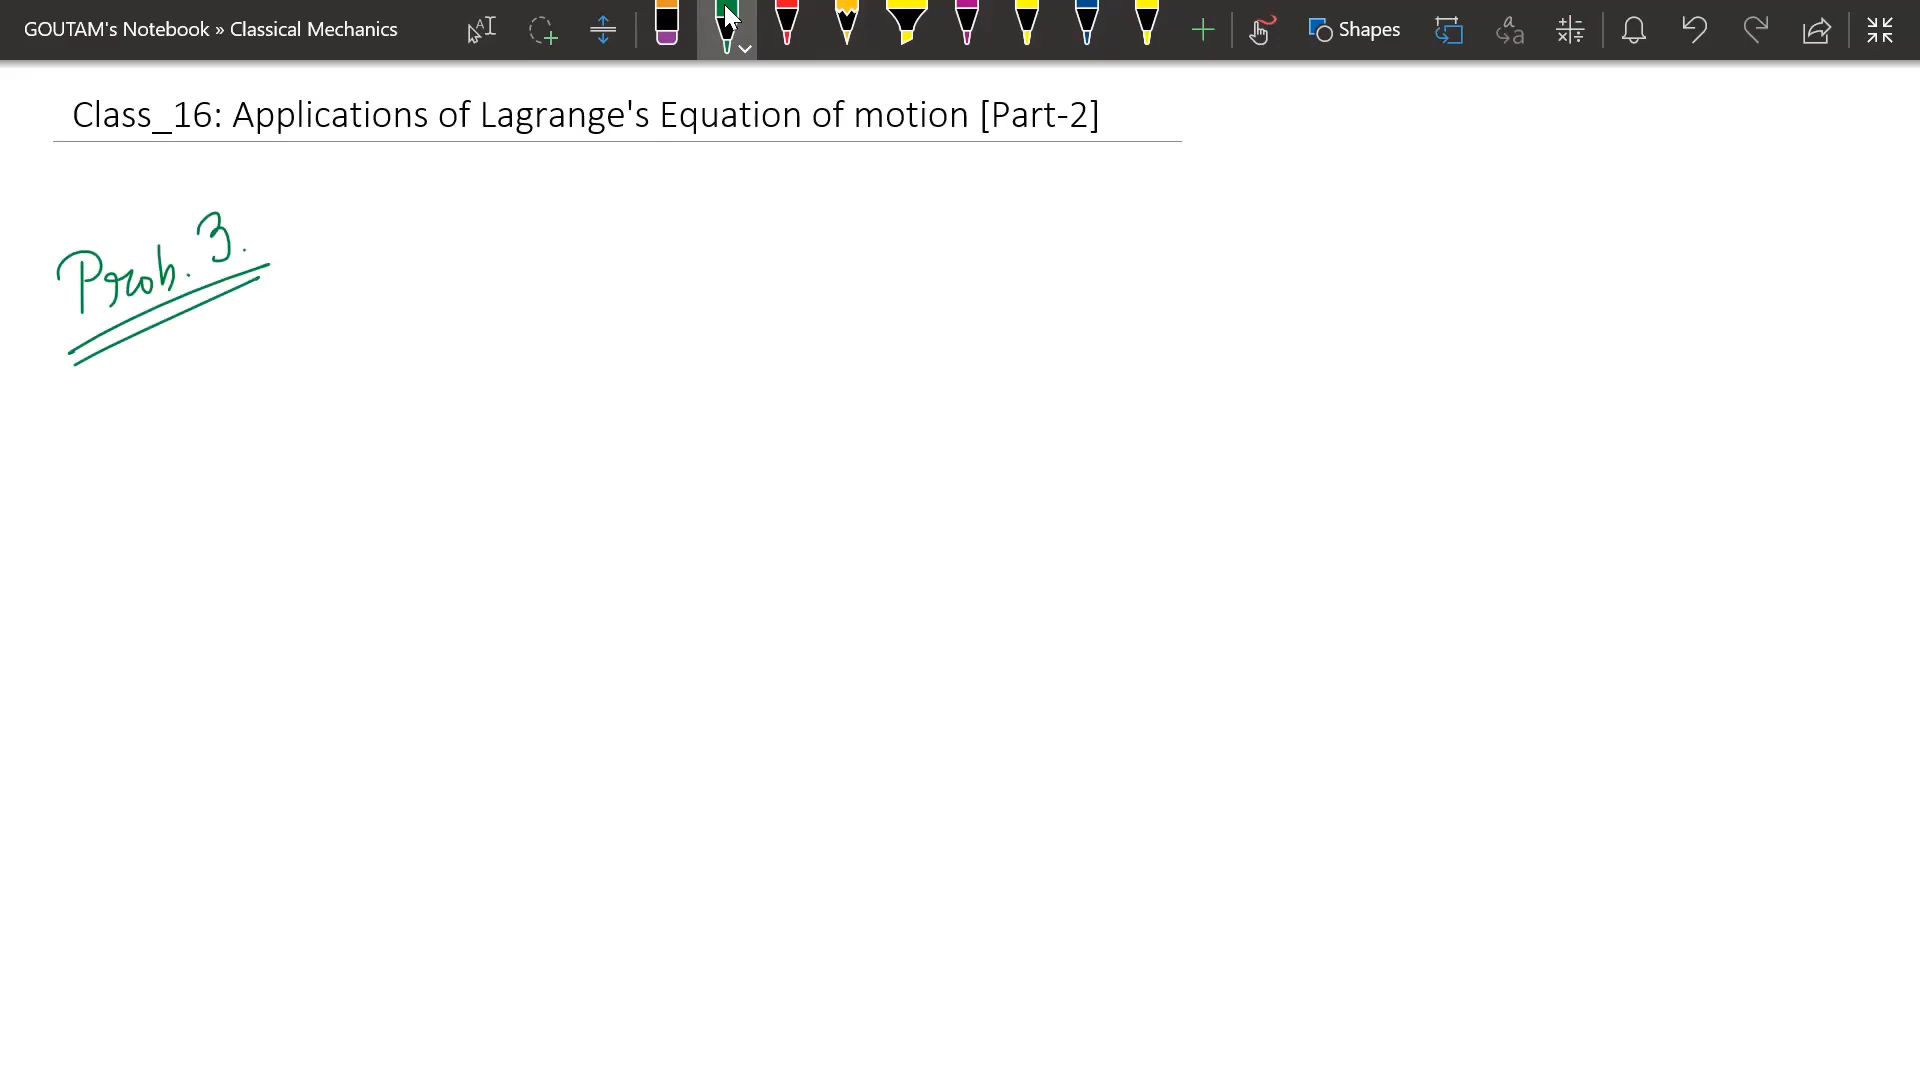 GOUTAM's Notebook » Classical Mechanics
Shapes
Class_16: Applications of Lagrange's Equation of motion [Part-2]
Prob. 3.